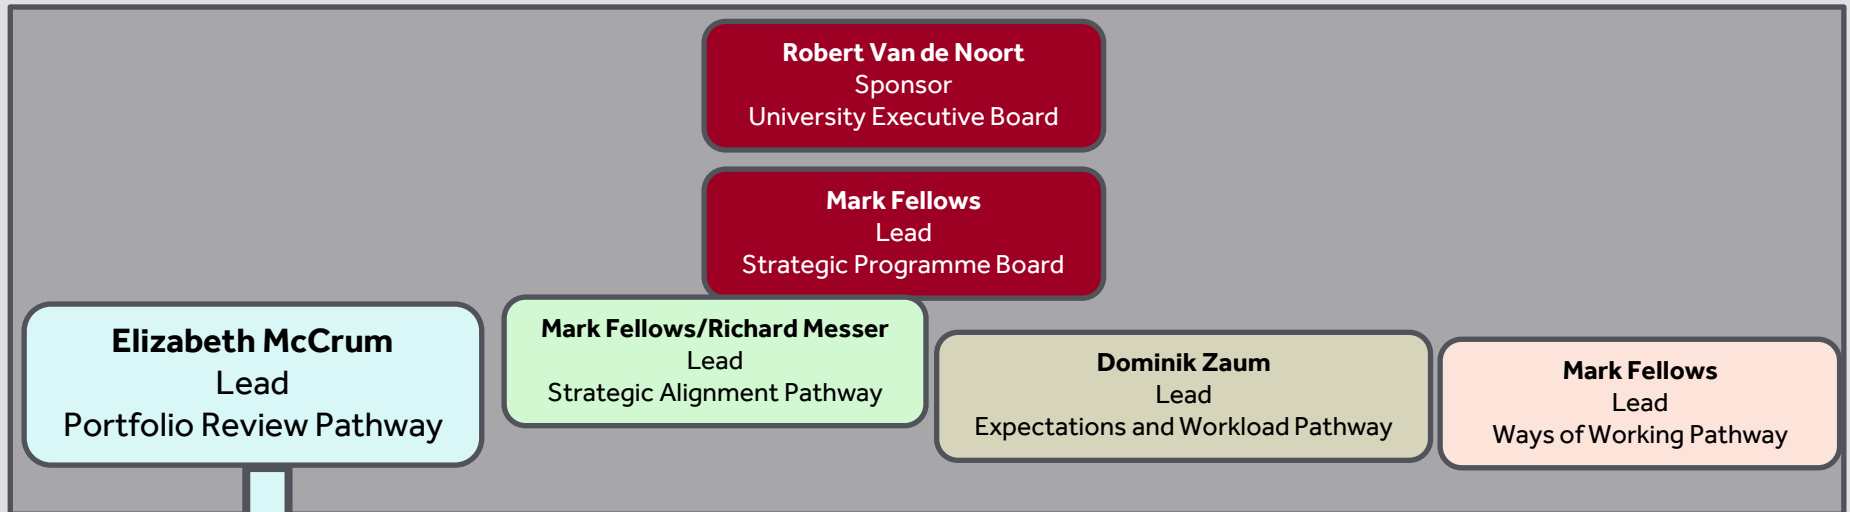 Robert Van de Noort
Sponsor
University Executive Board
Mark Fellows
Lead
Strategic Programme Board
Elizabeth McCrum
Lead
Portfolio Review Pathway
Mark Fellows/Richard Messer
Lead
Strategic Alignment Pathway
Dominik Zaum
Lead
Expectations and Workload Pathway
Mark Fellows
Lead
Ways of Working Pathway